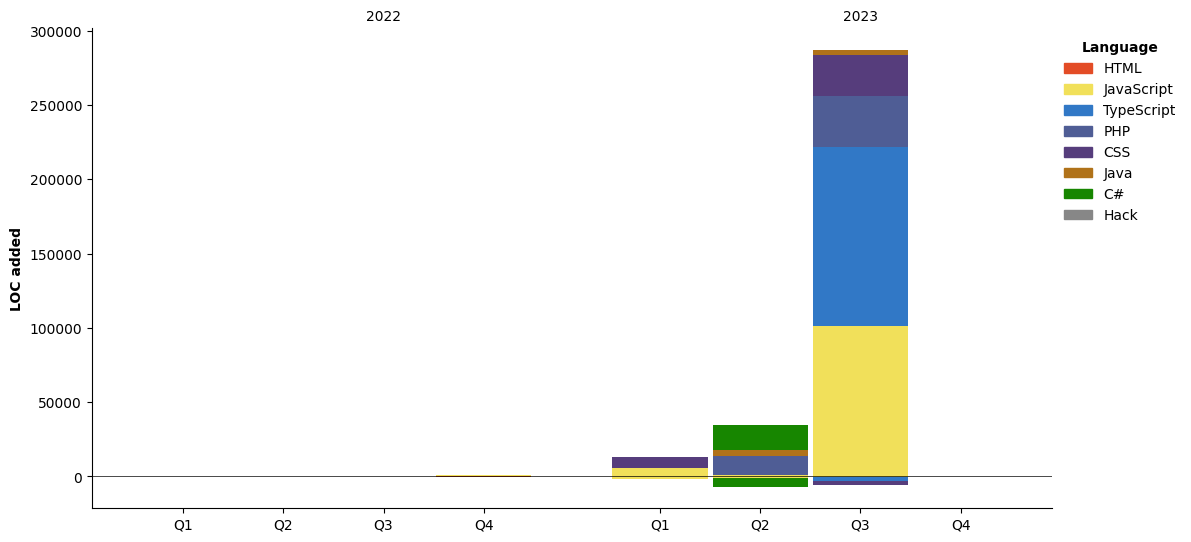 2022 2023
300000
250000
200000
150000
100000
50000
0
LOC added
Q1 Q2 Q3 Q4 Q1 Q2 Q3 Q4
Language
HTML
JavaScript
TypeScript
PHP
CSS
Java
C#
Hack